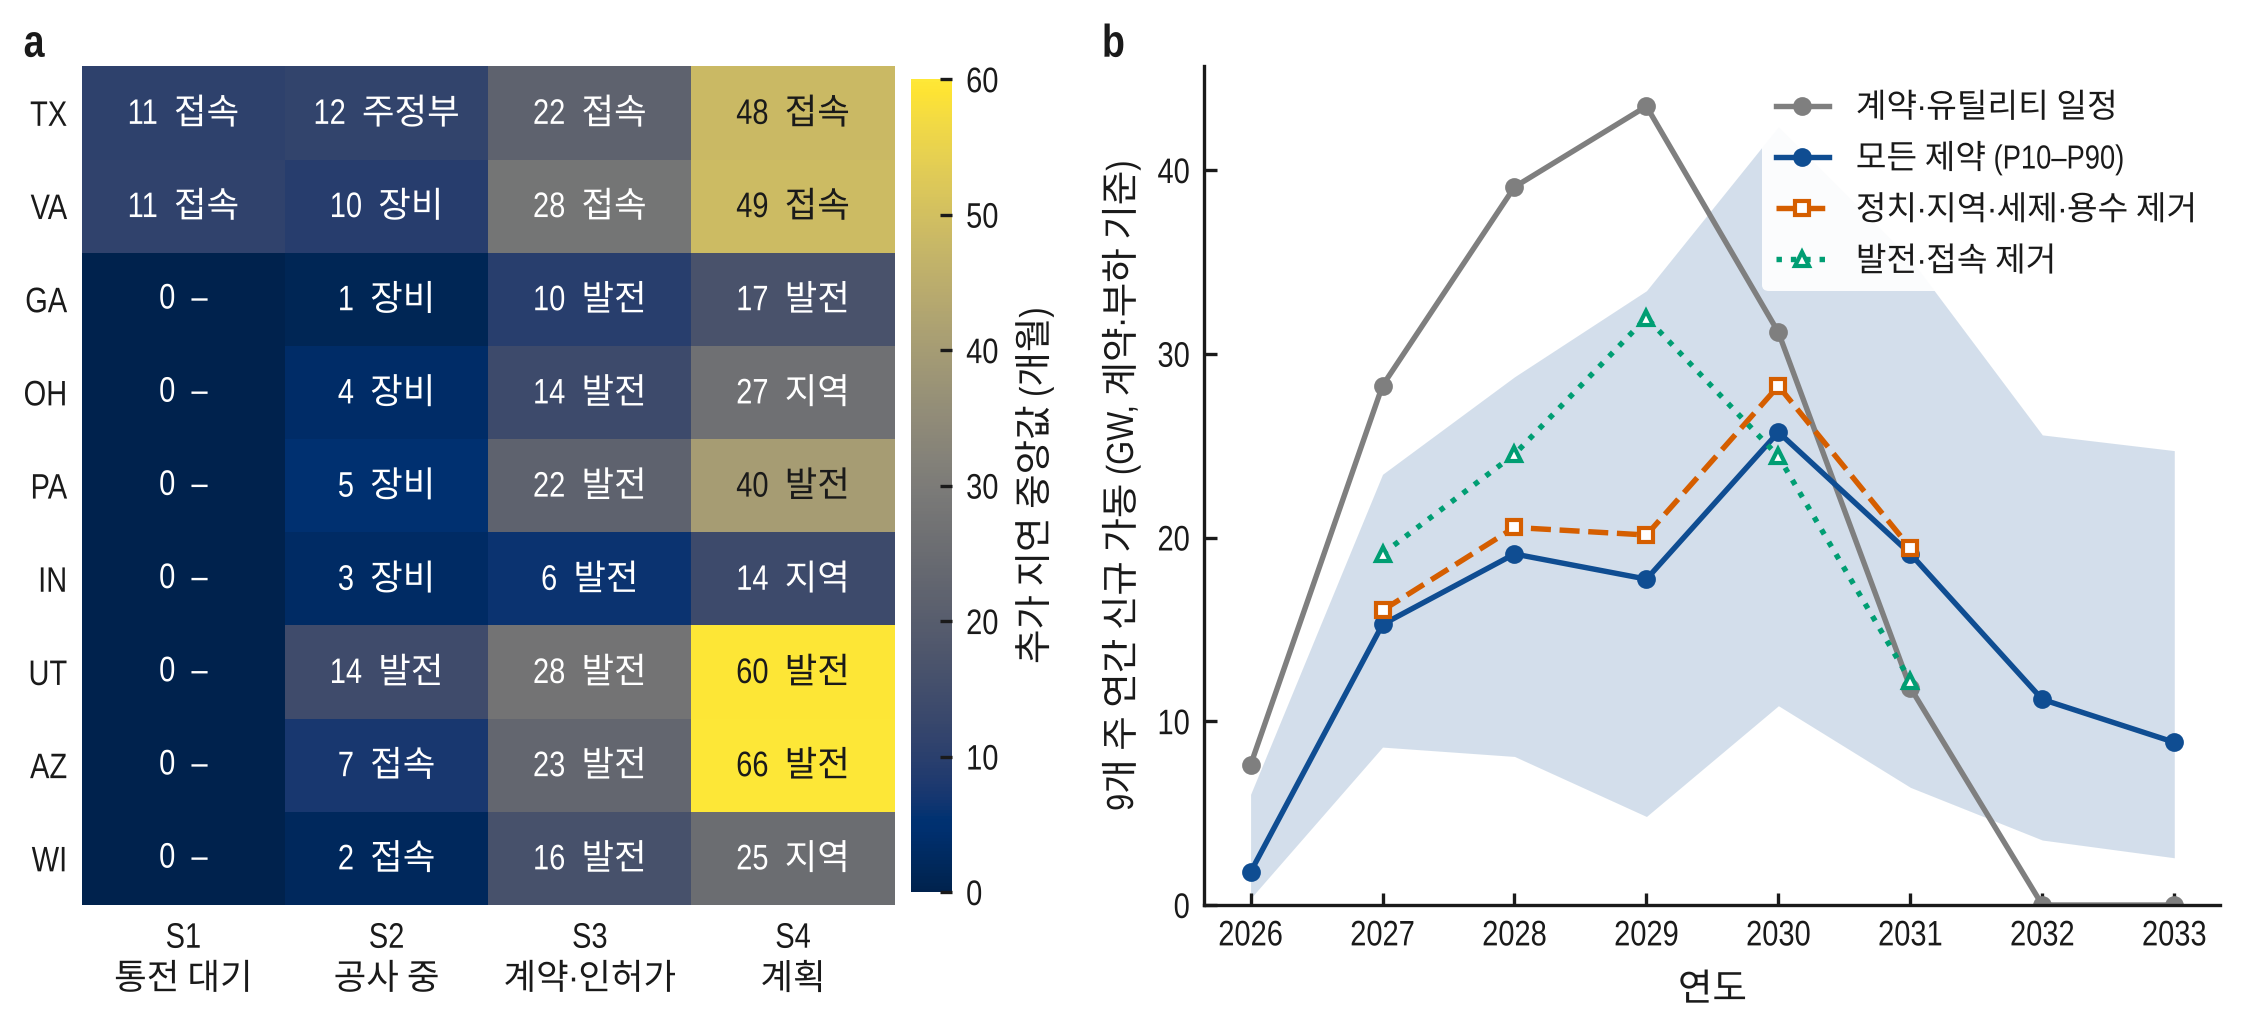 a
TX 11 접속 12 주정부 22 접속 48 접속
VA 11 접속 10 장비 28 접속 49 접속
GA 0 – 1 장비 10 발전 17 발전
OH 0 – 4 장비 14 발전 27 지역
PA 0 – 5 장비 22 발전 40 발전
IN 0 – 3 장비 6 발전 14 지역
UT 0 – 14 발전 28 발전 60 발전
AZ 0 – 7 접속 23 발전 66 발전
WI 0 – 2 접속 16 발전 25 지역
S1 S2 S3 S4
통전 대기 공사 중 계약·인허가 계획
60
50
40
30
20
10
0
추가 지연 중앙값 (개월)
b
계약·유틸리티 일정
모든 제약 (P10–P90)
정치·지역·세제·용수 제거
발전·접속 제거
9개 주 연간 신규 가동 (GW, 계약·부하 기준)
40
30
20
10
0
2026 2027 2028 2029 2030 2031 2032 2033
연도